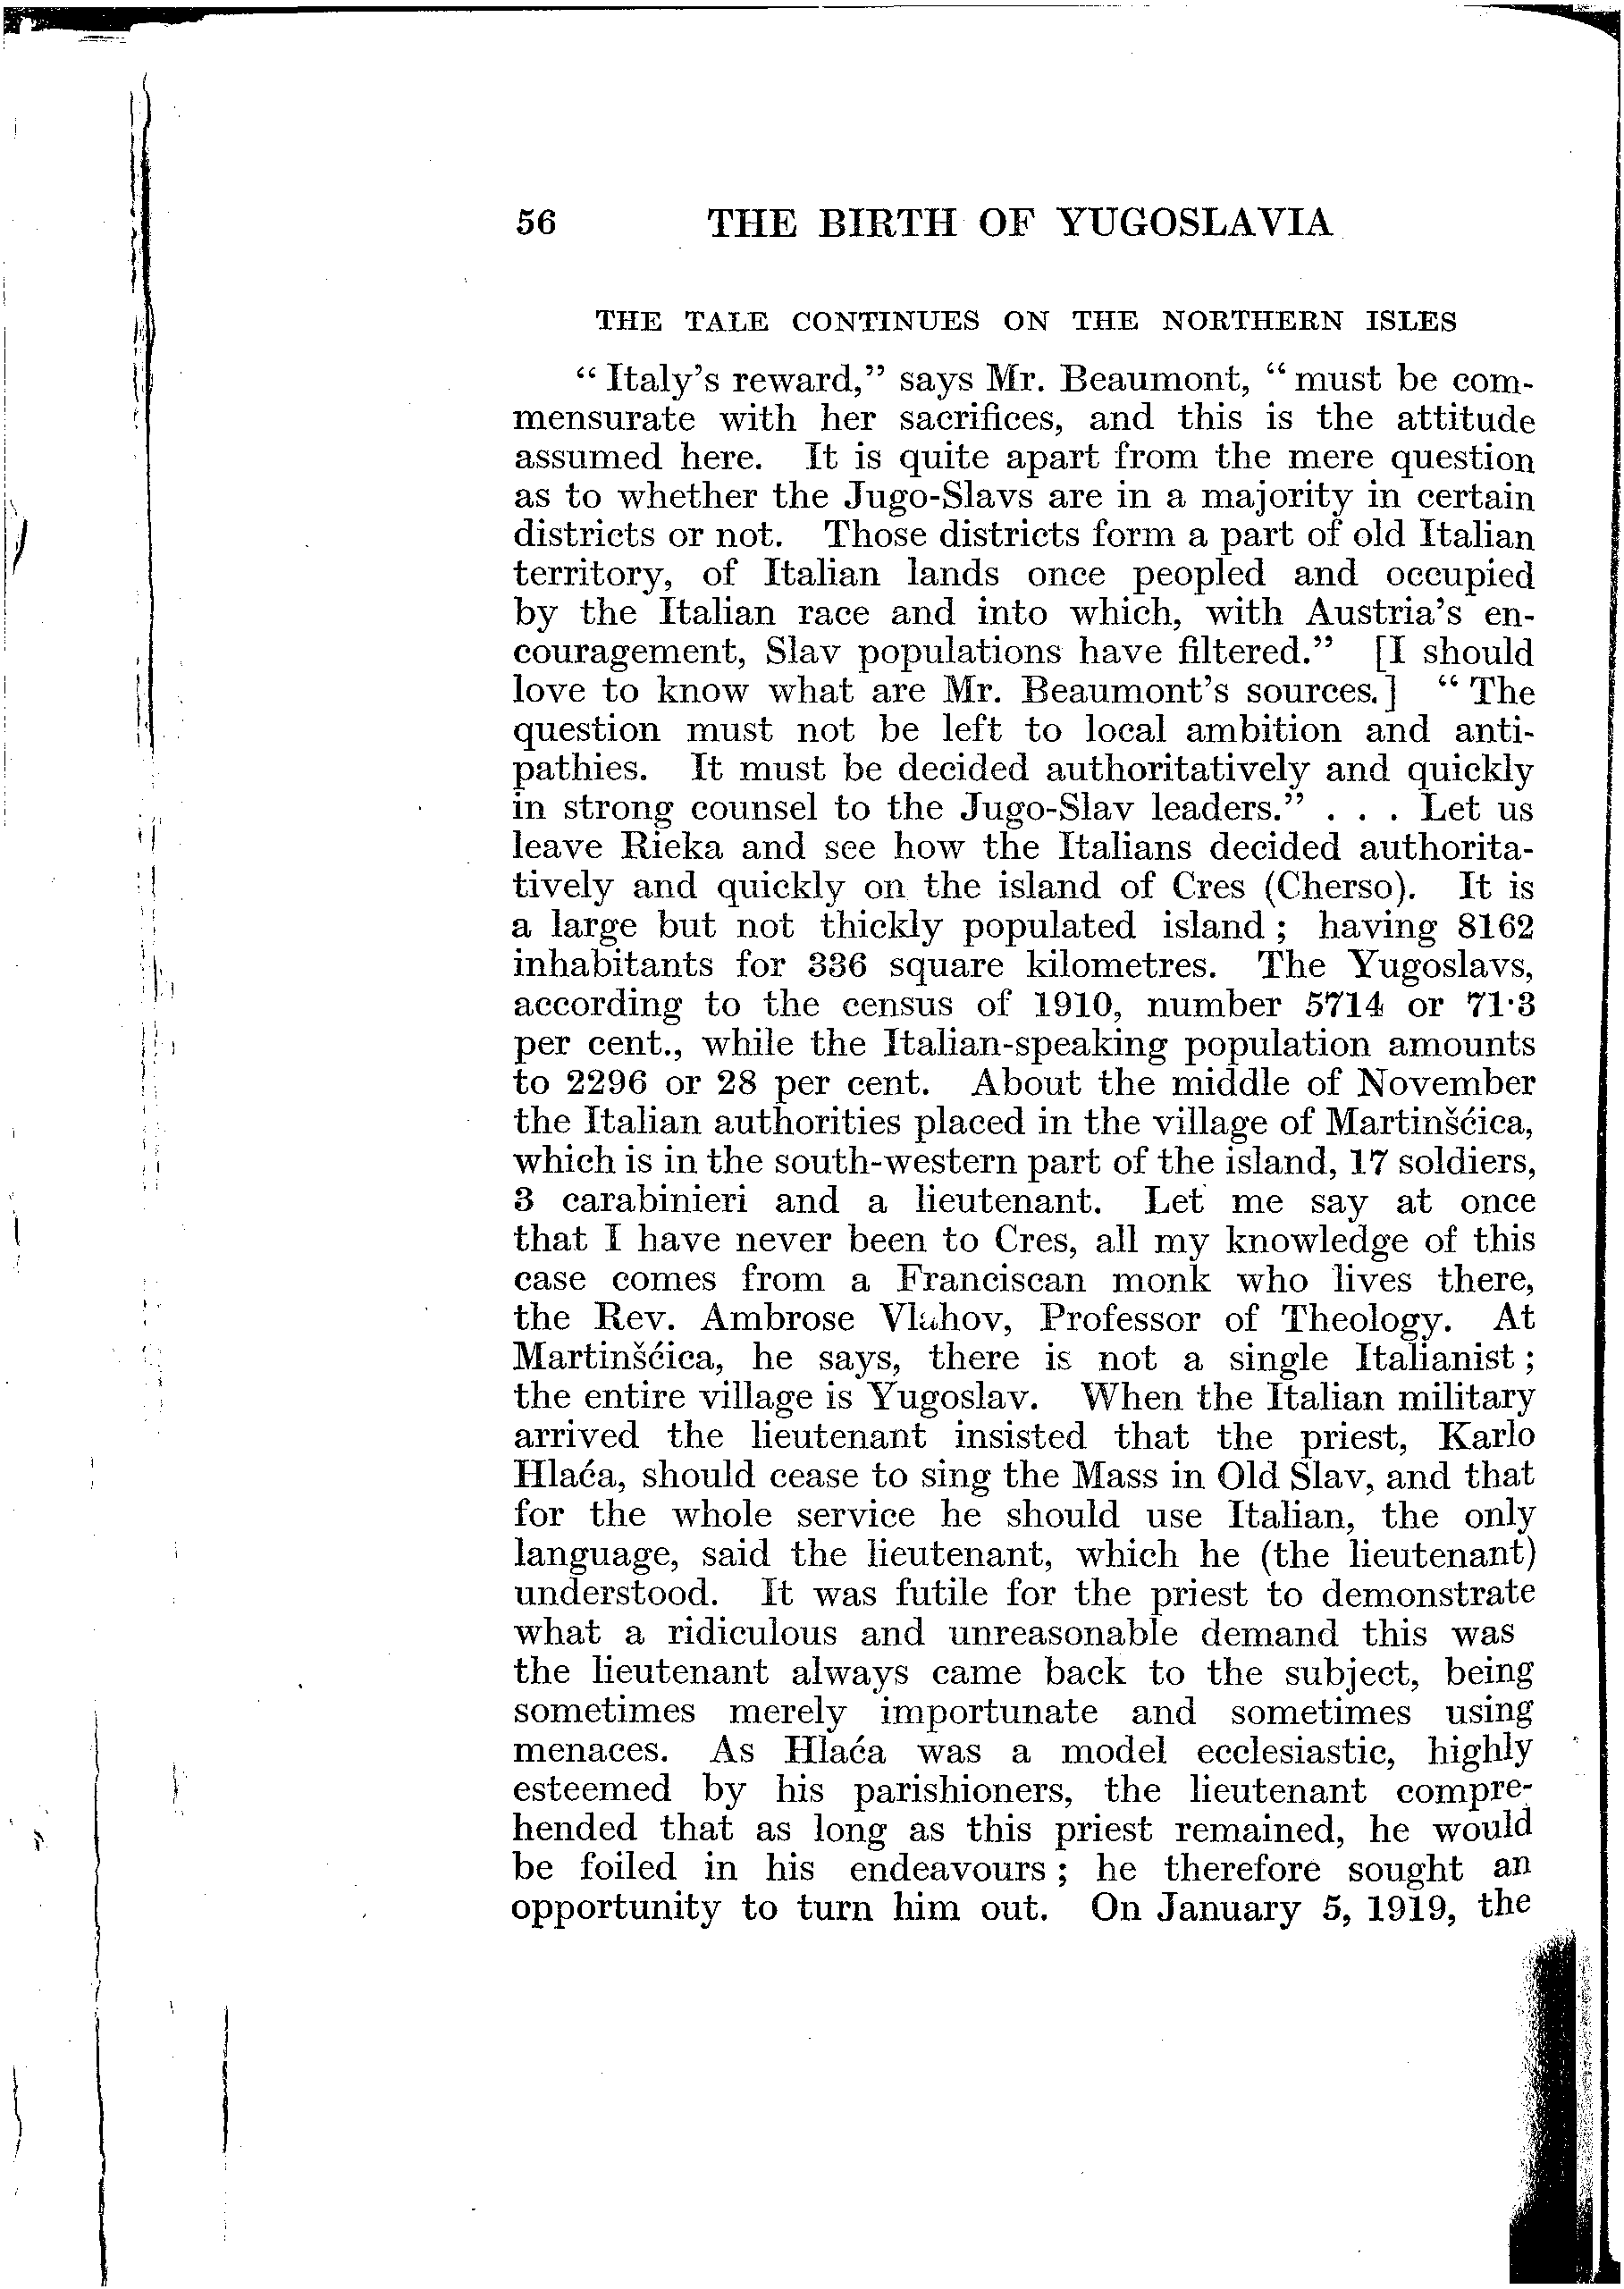 56 THE BIRTH OF YUGOSLAVIA
THE TALE CONTINUES ON THE NORTHERN ISLES
“ Italy’s reward,” says Mr. Beaumont, “ must be com-
mensurate with her sacrifices, and this is the attitude
assumed here. It is quite apart from the mere question
as to whether the Jugo-Slavs are in a majority in certain
districts or not. Those districts form a part of old Italian
territory, of Italian lands once peopled and occupied
by the Italian race and into which, with Austria’s en-
couragement, Slav populations have filtered.” [I should
love to know what are Mr. Beaumont’s sources.] “ The
question must not be left to local ambition and anti-
pathies. It must be decided authoritatively and quickly
in strong counsel to the Jugo-Slav leaders.” . . . Let us
leave Rieka and see how the Italians decided authorita-
tively and quickly on the island of Cres (Cherso). It is
a large but not thickly populated island ; having 8162
inhabitants for 336 square kilometres. The Yugoslavs,
according to the census of 1910, number 5714 or 71·3
per cent., while the Italian-speaking population amounts
to 2296 or 28 per cent. About the middle of November
the Italian authorities placed in the village of Martinšćica,
which is in the south-western part of the island, 17 soldiers,
3 carabinieri and a lieutenant. Let me say at once
that I have never been to Cres, all my knowledge of this
case comes from a Franciscan monk who lives there,
the Rev. Ambrose Vlahov, Professor of Theology. At
Martinšćica, he says, there is not a single Italianist ;
the entire village is Yugoslav. When the Italian military
arrived the lieutenant insisted that the priest, Karlo
Hlaća, should cease to sing the Mass in Old Slav, and that
for the whole service he should use Italian, the only
language, said the lieutenant, which he (the lieutenant)
understood. It was futile for the priest to demonstrate
what a ridiculous and unreasonable demand this was
the lieutenant always came back to the subject, being
sometimes merely importunate and sometimes using
menaces. As Hlaća was a model ecclesiastic, highly
esteemed by his parishioners, the lieutenant compre-
hended that as long as this priest remained, he would
be foiled in his endeavours ; he therefore sought an
opportunity to turn him out. On January 5, 1919, the